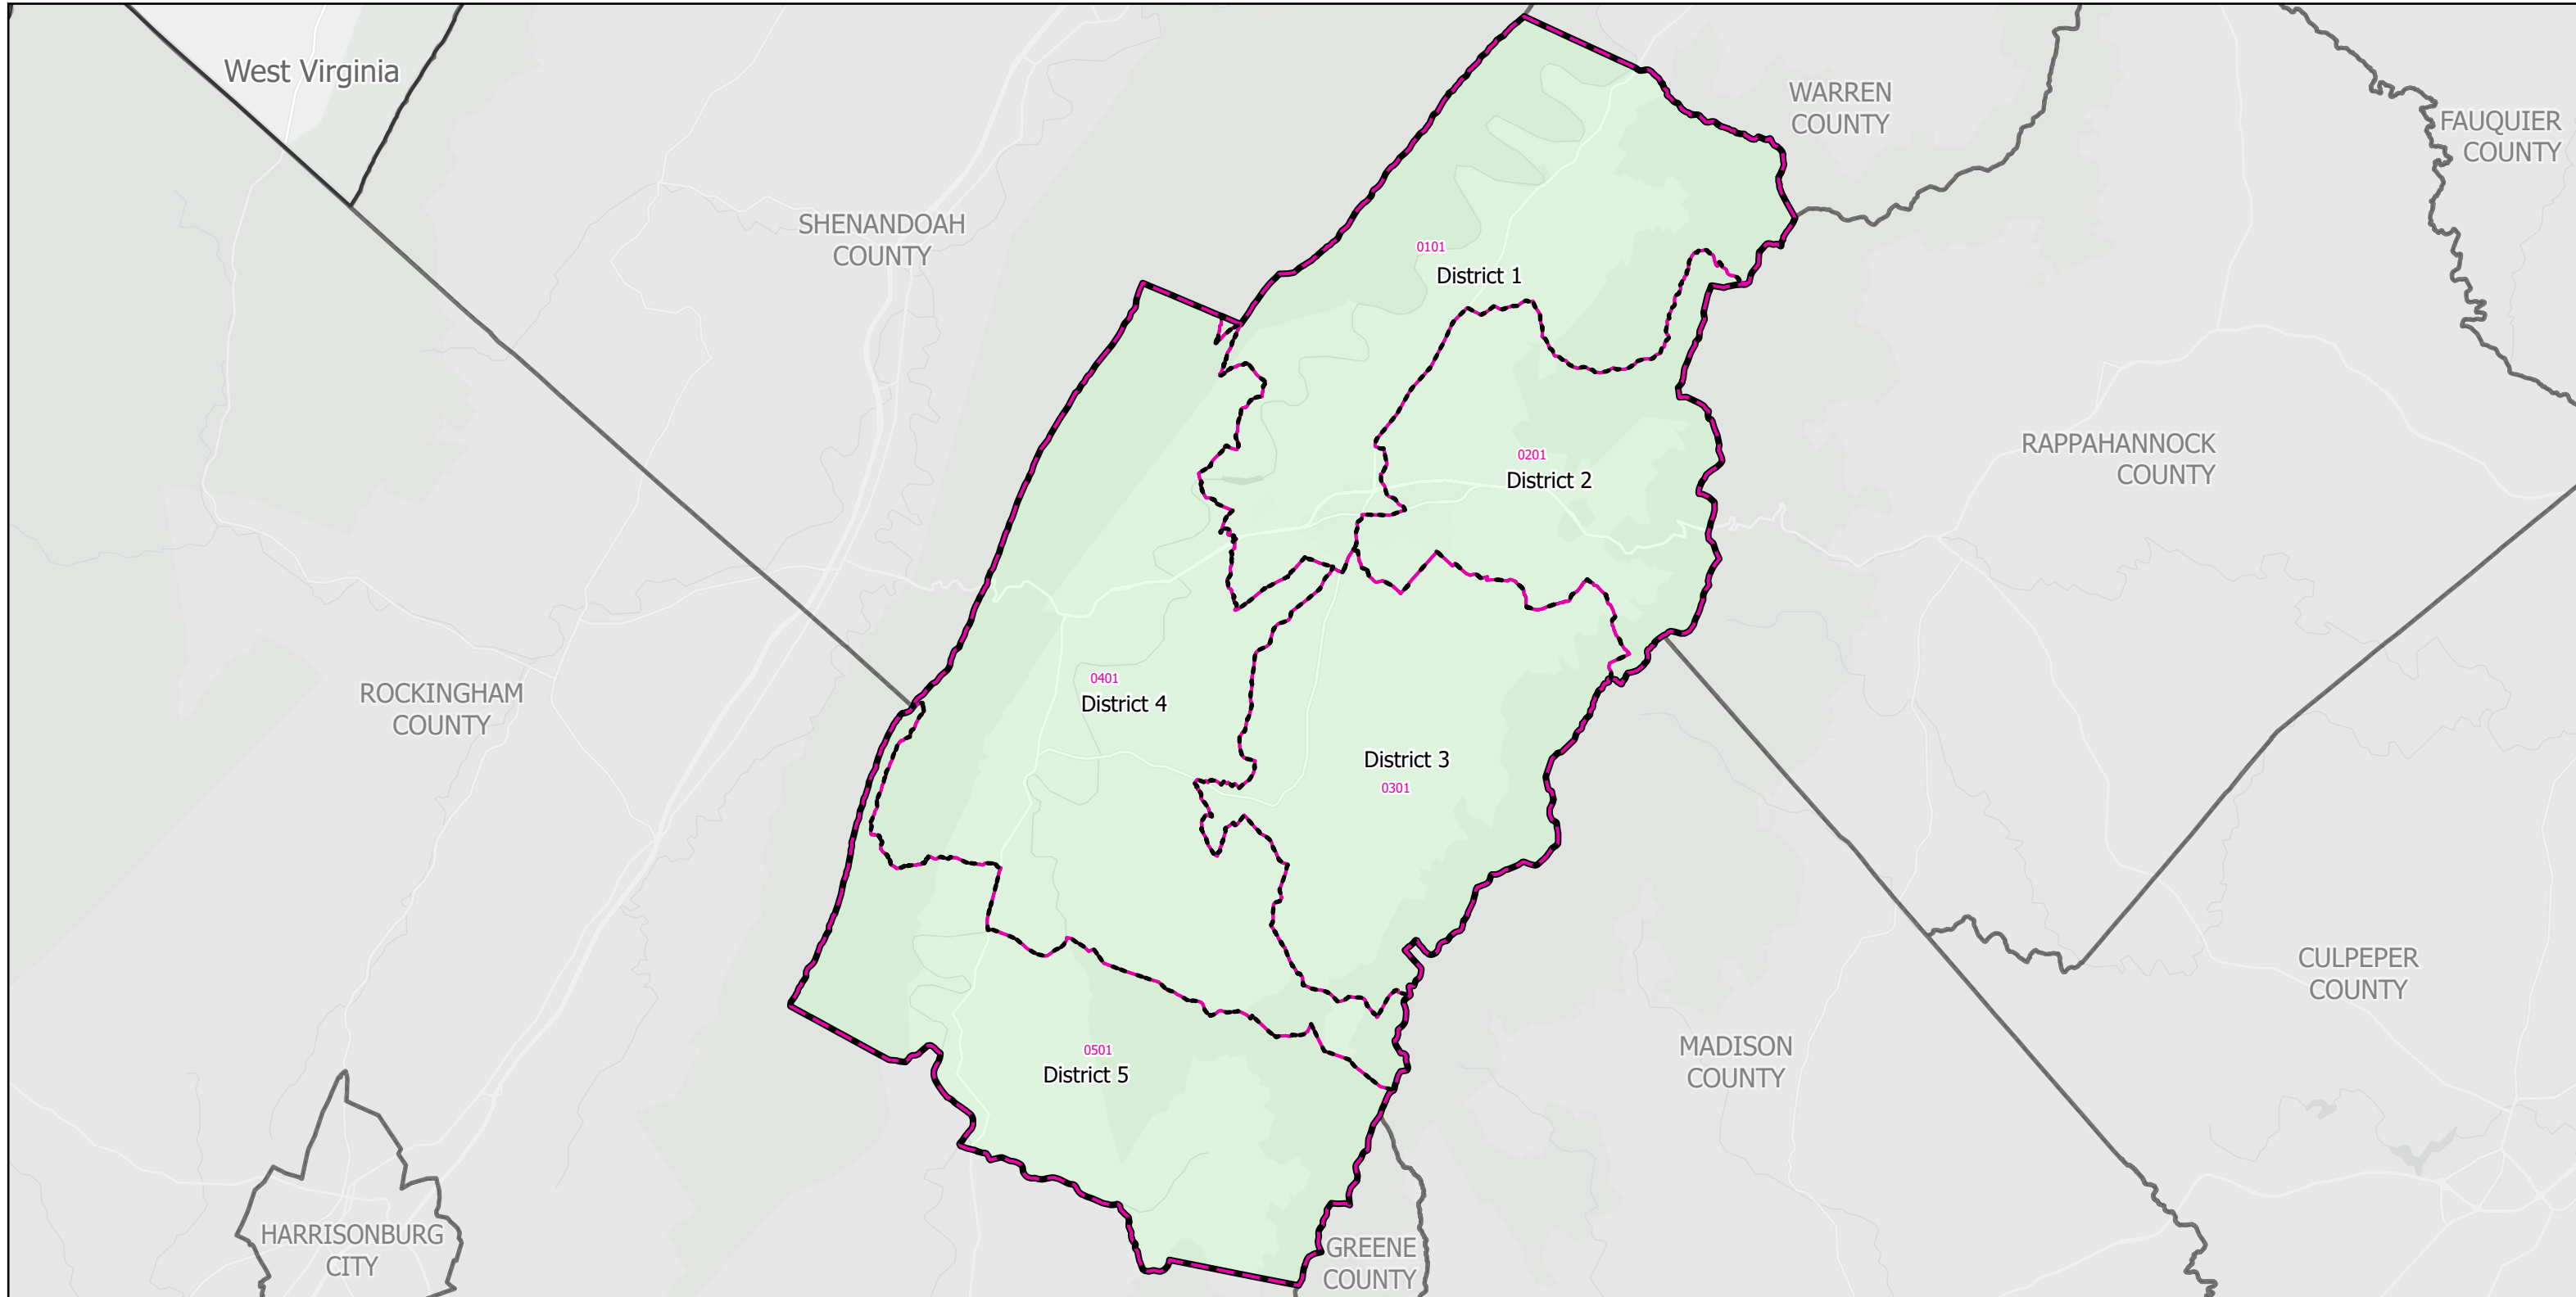 West Virginia
WARREN
COUNTY
FAUQUIER
COUNTY
SHENANDOAH
COUNTY
0101
District 1
RAPPAHANNOCK
COUNTY
0201
District 2
ROCKINGHAM
COUNTY
0401
District 4
District 3
0301
CULPEPER
COUNTY
MADISON
COUNTY
0501
District 5
HARRISONBURG
CITY
GREENE
COUNTY